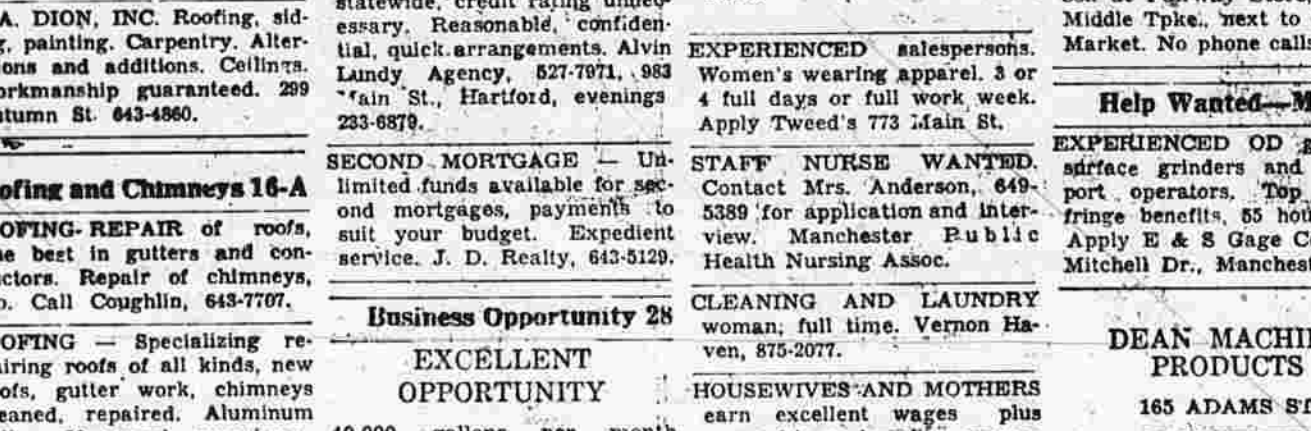 A. DION, INC. Roofing, sid-
painting. Carpentry. Alter-
ions and additions. Ceilings.
orkmanship guaranteed. 299
utumn St. 643-4860.
ofing and Chimneys 16-A
OFING- REPAIR of roofs,
e best in gutters and con-
ctors. Repair of chimneys,
o. Call Coughlin, 643-7707.
OFING — Specializing re-
iring roofs of all kinds, new
ofs, gutter work, chimneys
eaned, repaired. Aluminum
statewide, credit rating unnec-
essary. Reasonable, confiden-
tial, quick arrangements. Alvin
Lundy Agency, 527-7971, 983
Main St., Hartford, evenings
233-6879.
SECOND MORTGAGE — Un-
limited funds available for sec-
ond mortgages, payments to
suit your budget. Expedient
service. J. D. Realty, 643-5129.
Business Opportunity 28
EXCELLENT
OPPORTUNITY
40,000 gallons per month
EXPERIENCED salespersons.
Women's wearing apparel. 3 or
4 full days or full work week.
Apply Tweed's 773 Main St.
STAFF NURSE WANTED.
Contact Mrs. Anderson, 649-
5389 for application and inter-
view. Manchester Public
Health Nursing Assoc.
CLEANING AND LAUNDRY
woman, full time. Vernon Ha-
ven, 875-2077.
HOUSEWIVES AND MOTHERS
earn excellent wages plus
Middle Tpke., next to
Market. No phone calls
Help Wanted—M
EXPERIENCED OD g
surface grinders and
port operators. Top
fringe benefits, 55 hou
Apply E & S Gage C
Mitchell Dr., Manchest
DEAN MACHI
PRODUCTS
165 ADAMS ST